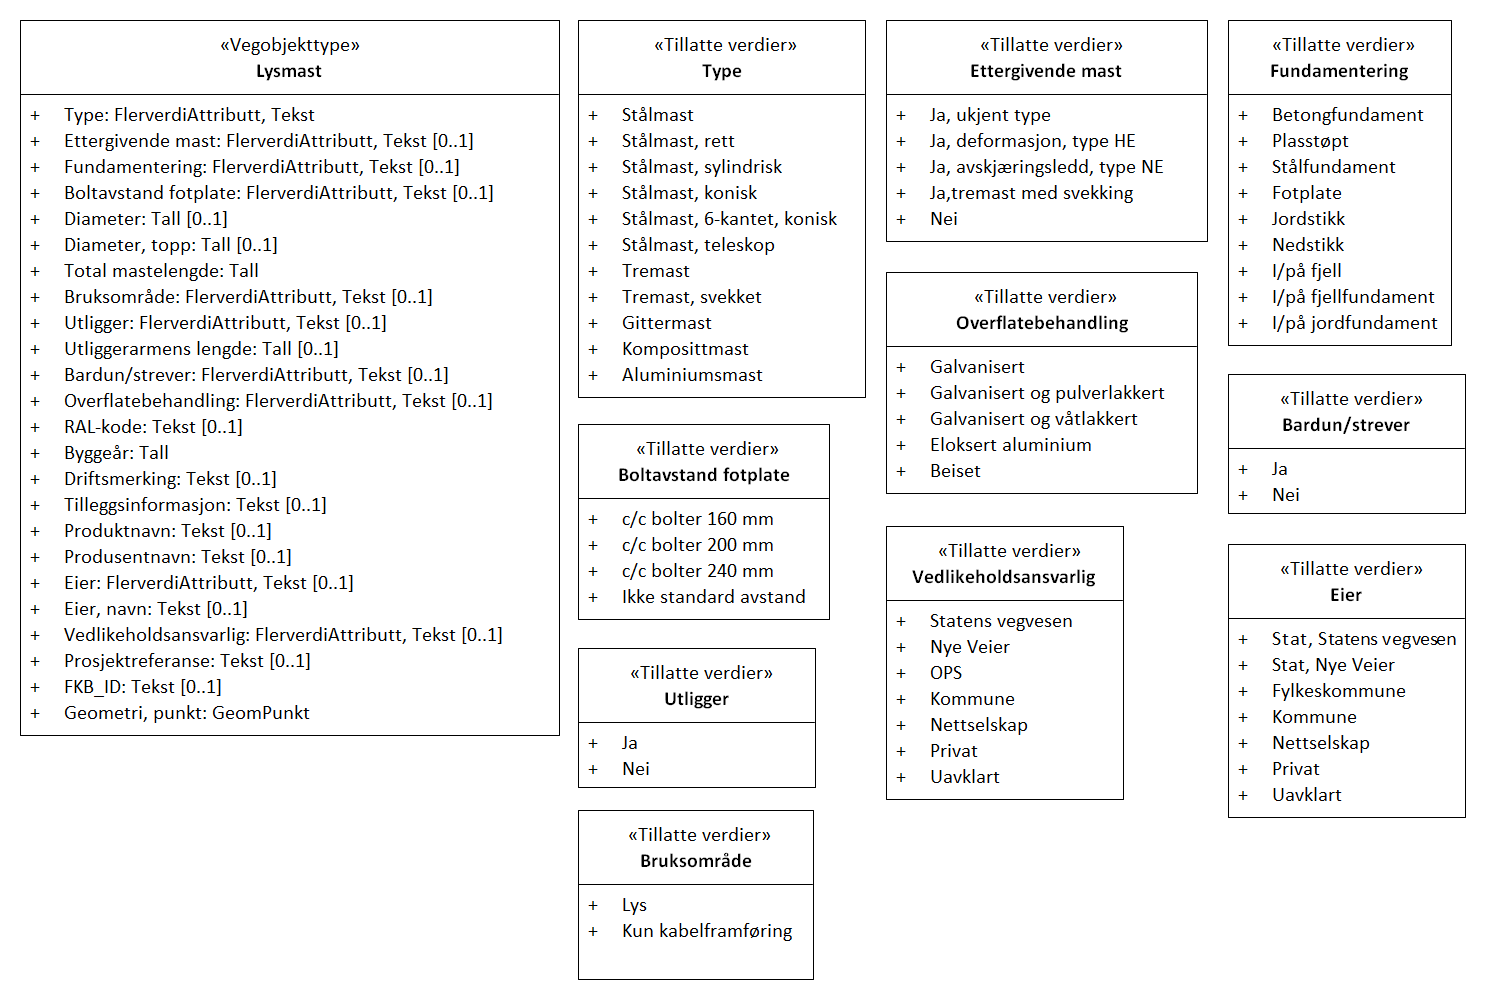 «Vegobjekttype»
Lysmast
+ Type: FlerverdiAttributt, Tekst
+ Ettergivende mast: FlerverdiAttributt, Tekst [0..1]
+ Fundamentering: FlerverdiAttributt, Tekst [0..1]
+ Boltavstand fotplate: FlerverdiAttributt, Tekst [0..1]
+ Diameter: Tall [0..1]
+ Diameter, topp: Tall [0..1]
+ Total mastelengde: Tall
+ Bruksområde: FlerverdiAttributt, Tekst [0..1]
+ Utligger: FlerverdiAttributt, Tekst [0..1]
+ Utliggerarmens lengde: Tall [0..1]
+ Bardun/strever: FlerverdiAttributt, Tekst [0..1]
+ Overflatebehandling: FlerverdiAttributt, Tekst [0..1]
+ RAL-kode: Tekst [0..1]
+ Byggeår: Tall
+ Driftsmerking: Tekst [0..1]
+ Tilleggsinformasjon: Tekst [0..1]
+ Produktnavn: Tekst [0..1]
+ Produsentnavn: Tekst [0..1]
+ Eier: FlerverdiAttributt, Tekst [0..1]
+ Eier, navn: Tekst [0..1]
+ Vedlikeholdsansvarlig: FlerverdiAttributt, Tekst [0..1]
+ Prosjektreferanse: Tekst [0..1]
+ FKB_ID: Tekst [0..1]
+ Geometri, punkt: GeomPunkt
«Tillatte verdier»
Type
+ Stålmast
+ Stålmast, rett
+ Stålmast, sylindrisk
+ Stålmast, konisk
+ Stålmast, 6-kantet, konisk
+ Stålmast, teleskop
+ Tremast
+ Tremast, svekket
+ Gittermast
+ Komposittmast
+ Aluminiumsmast
«Tillatte verdier»
Boltavstand fotplate
+ c/c bolter 160 mm
+ c/c bolter 200 mm
+ c/c bolter 240 mm
+ Ikke standard avstand
«Tillatte verdier»
Utligger
+ Ja
+ Nei
«Tillatte verdier»
Bruksområde
+ Lys
+ Kun kabelframføring
«Tillatte verdier»
Ettergivende mast
+ Ja, ukjent type
+ Ja, deformasjon, type HE
+ Ja, avskjæringsledd, type NE
+ Ja,tremast med svekking
+ Nei
«Tillatte verdier»
Overflatebehandling
+ Galvanisert
+ Galvanisert og pulverlakkert
+ Galvanisert og våtlakkert
+ Eloksert aluminium
+ Beiset
«Tillatte verdier»
Vedlikeholdsansvarlig
+ Statens vegvesen
+ Nye Veier
+ OPS
+ Kommune
+ Nettselskap
+ Privat
+ Uavklart
«Tillatte verdier»
Fundamentering
+ Betongfundament
+ Plasstøpt
+ Stålfundament
+ Fotplate
+ Jordstikk
+ Nedstikk
+ I/på fjell
+ I/på fjellfundament
+ I/på jordfundament
«Tillatte verdier»
Bardun/strever
+ Ja
+ Nei
«Tillatte verdier»
Eier
+ Stat, Statens vegvesen
+ Stat, Nye Veier
+ Fylkeskommune
+ Kommune
+ Nettselskap
+ Privat
+ Uavklart